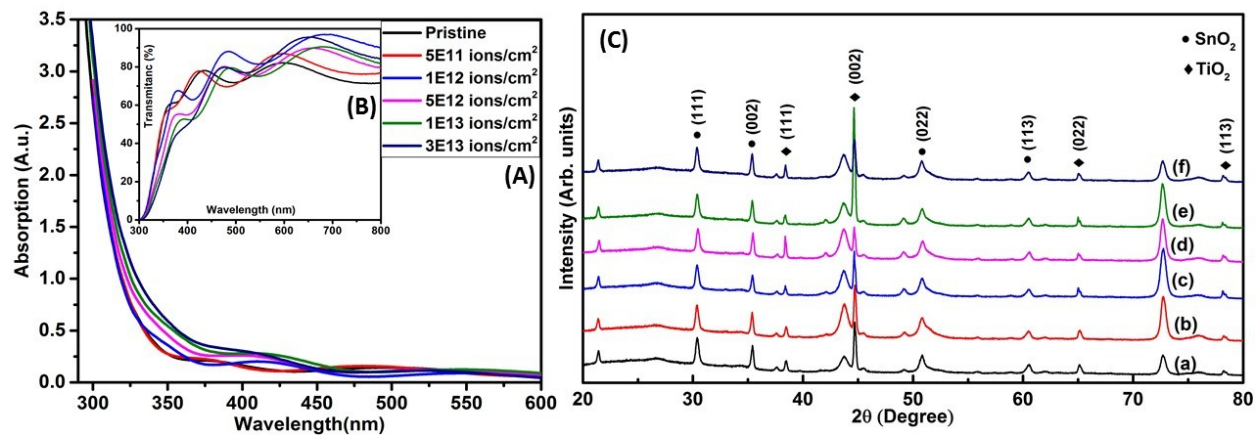 (A)
3.5
3.0
2.5
2.0
1.5
1.0
0.5
0.0
Absorption (A.u.)
300 350 400 450 500 550 600
Wavelength(nm)
Pristine
5E11 ions/cm²
1E12 ions/cm²
5E12 ions/cm²
1E13 ions/cm²
3E13 ions/cm²
(B)
100
80
60
40
20
0
Transmitanc (%)
300 400 500 600 700 800
Wavelength (nm)
(C)
SnO₂
TiO₂
Intensity (Arb. units)
(111)
(002)
(111)
(002)
(022)
(113)
(022)
(113)
(f)
(e)
(d)
(c)
(b)
(a)
20 30 40 50 60 70 80
2θ (Degree)